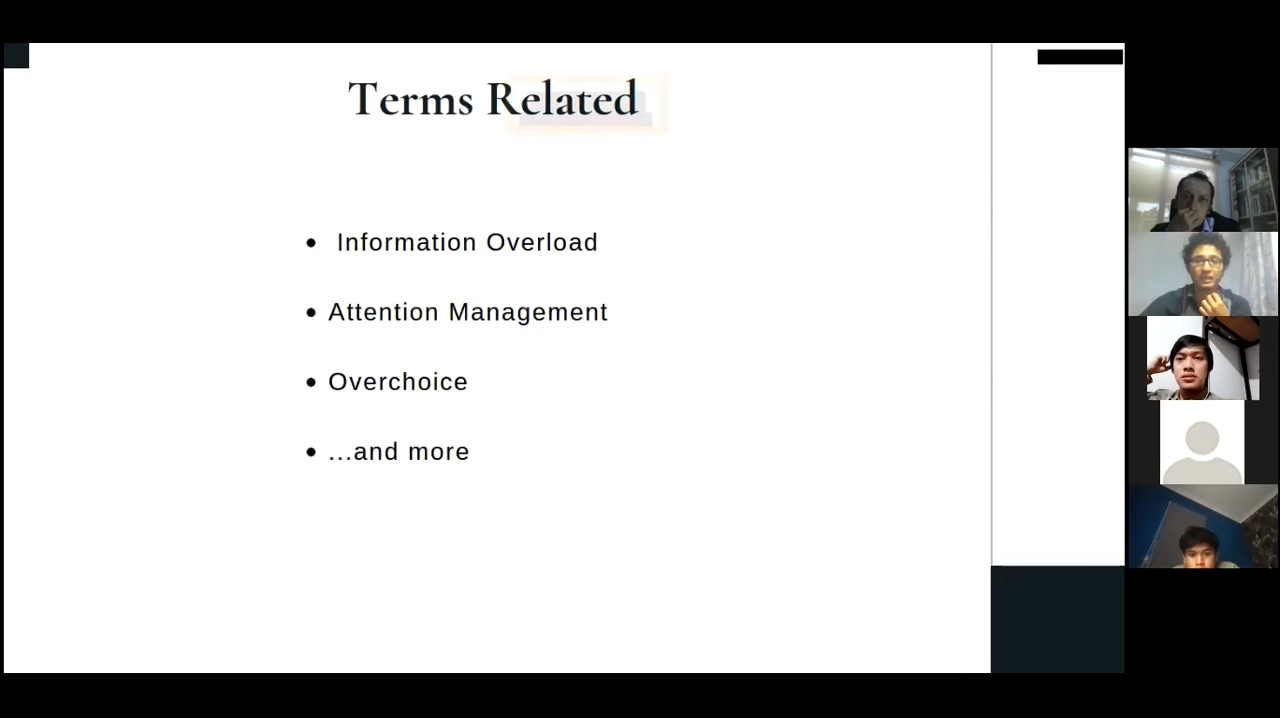 Terms Related
• Information Overload
• Attention Management
• Overchoice
• ...and more